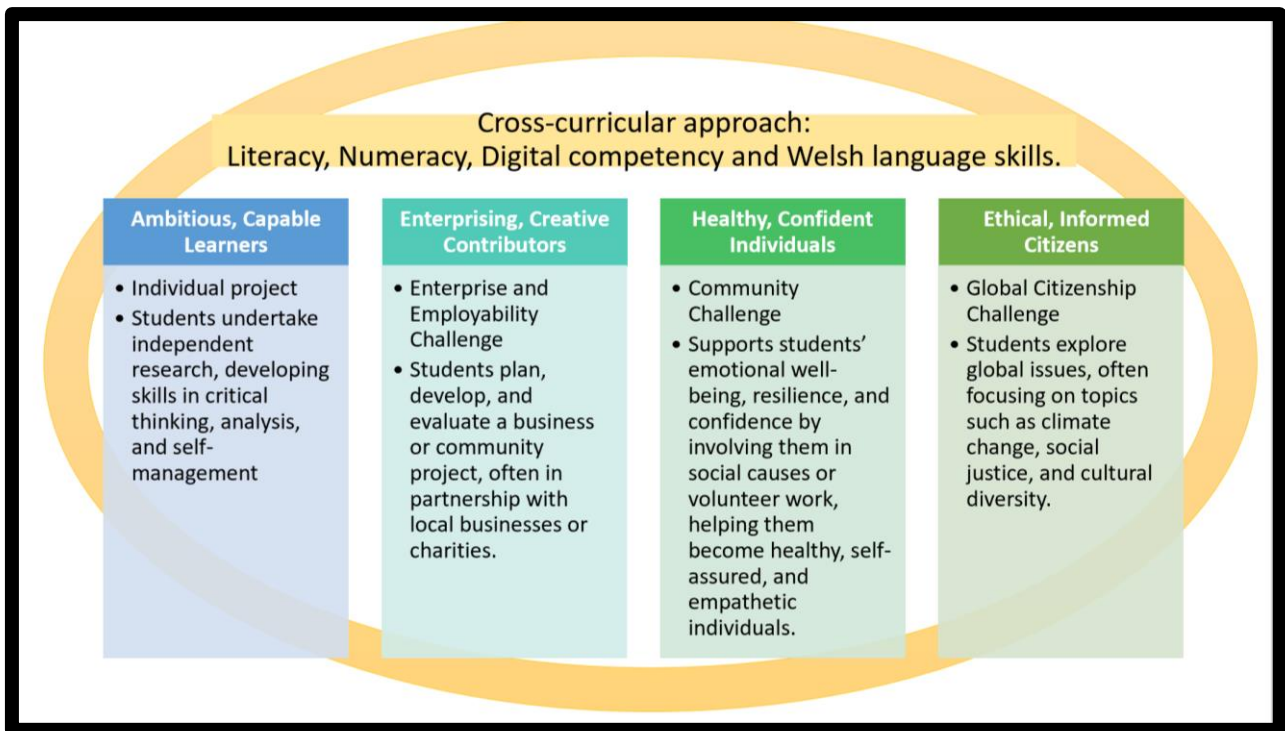 Cross-curricular approach:
Literacy, Numeracy, Digital competency and Welsh language skills.
Ambitious, Capable
Learners
• Individual project
• Students undertake
independent
research, developing
skills in critical
thinking, analysis,
and self-
management
Enterprising, Creative
Contributors
• Enterprise and
Employability
Challenge
• Students plan,
develop, and
evaluate a business
or community
project, often in
partnership with
local businesses or
charities.
Healthy, Confident
Individuals
• Community
Challenge
• Supports students’
emotional well-
being, resilience, and
confidence by
involving them in
social causes or
volunteer work,
helping them
become healthy, self-
assured, and
empathetic
individuals.
Ethical, Informed
Citizens
• Global Citizenship
Challenge
• Students explore
global issues, often
focusing on topics
such as climate
change, social
justice, and cultural
diversity.